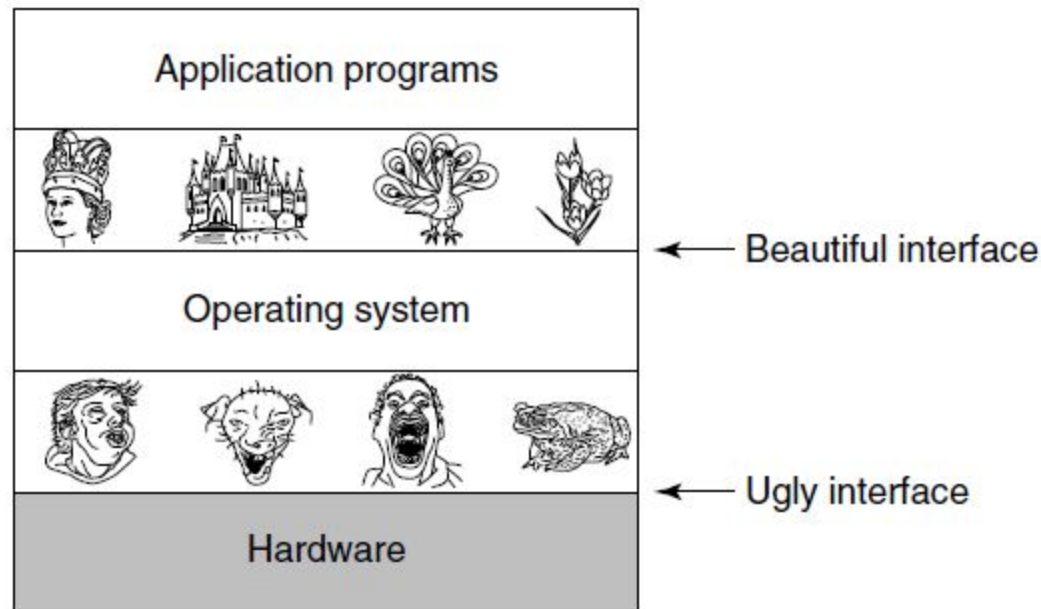 Application programs
Beautiful interface
Operating system
Ugly interface
Hardware